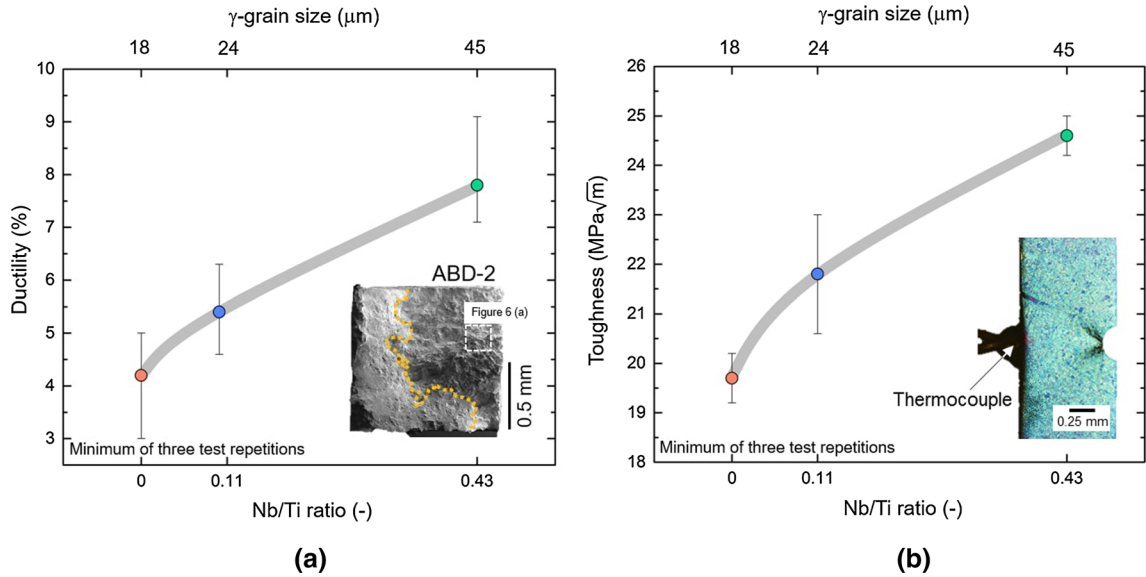 γ-grain size (μm)
18 24 45
10
9
8
7
6
5
4
3
Ductility (%)
ABD-2
Figure 6 (a)
0.5 mm
Minimum of three test repetitions
0 0.11 0.43
Nb/Ti ratio (-)
(a)
γ-grain size (μm)
18 24 45
26
25
24
23
22
21
20
19
18
Toughness (MPa√m)
Thermocouple
0.25 mm
Minimum of three test repetitions
0 0.11 0.43
Nb/Ti ratio (-)
(b)